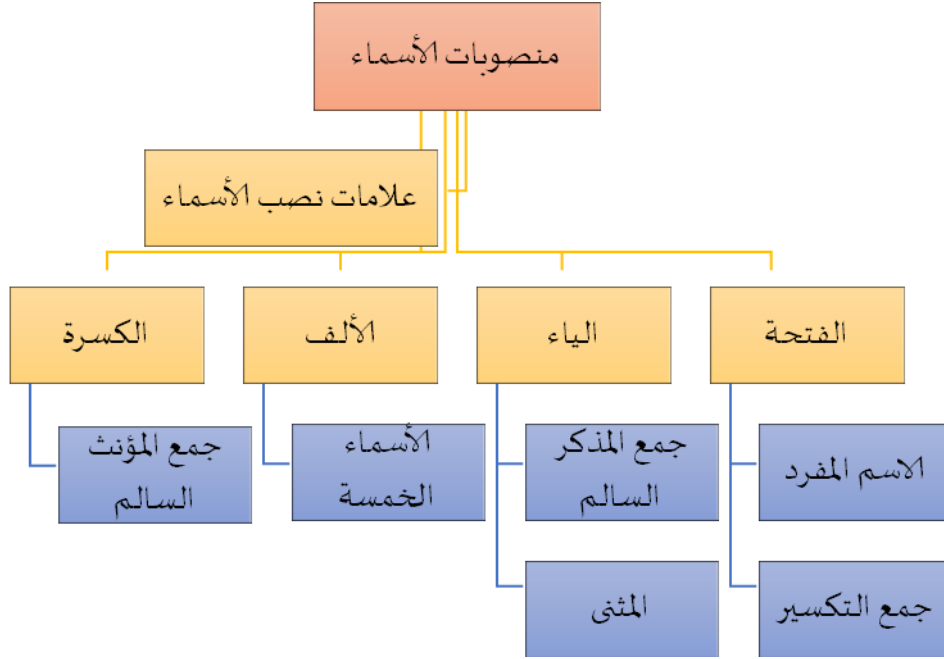 منصوبات الأسماء
علامات نصب الأسماء
الفتحة
الياء
الألف
الكسرة
الاسم المفرد
جمع التكسير
جمع المذكر
السالم
المثنى
الأسماء
الخمسة
جمع المؤنث
السالم